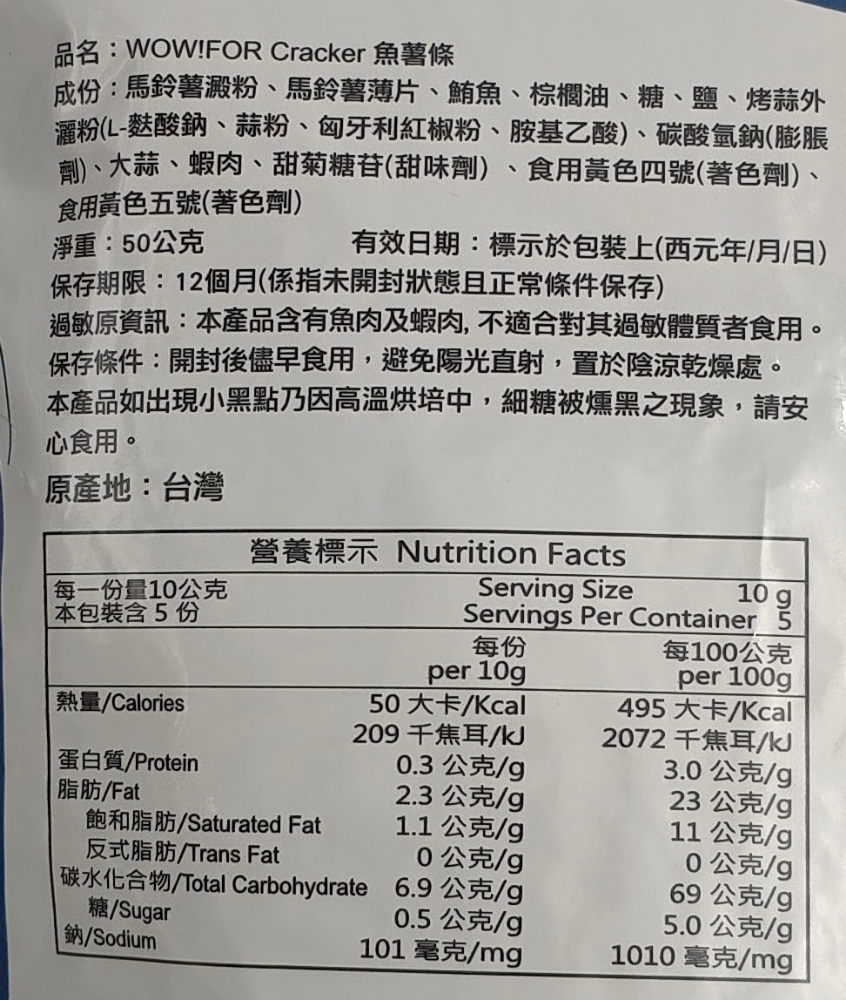 品名：WOW!FOR Cracker 魚薯條
成份：馬鈴薯澱粉、馬鈴薯薄片、鮪魚、棕櫚油、糖、鹽、烤蒜外
灑粉(L-麩酸鈉、蒜粉、匈牙利紅椒粉、胺基乙酸)、碳酸氫鈉(膨脹
劑)、大蒜、蝦肉、甜菊糖苷(甜味劑)、食用黃色四號(著色劑)、
食用黃色五號(著色劑)
淨重：50公克 有效日期：標示於包裝上(西元年/月/日)
保存期限：12個月(係指未開封狀態且正常條件保存)
過敏原資訊：本產品含有魚肉及蝦肉, 不適合對其過敏體質者食用。
保存條件：開封後儘早食用，避免陽光直射，置於陰涼乾燥處。
本產品如出現小黑點乃因高溫烘培中，細糖被燻黑之現象，請安
心食用。
原產地：台灣
營養標示 Nutrition Facts
每一份量10公克 Serving Size 10 g
本包裝含 5 份 Servings Per Container 5
每份 每100公克
per 10g per 100g
熱量/Calories 50 大卡/Kcal 495 大卡/Kcal
209 千焦耳/kJ 2072 千焦耳/kJ
蛋白質/Protein 0.3 公克/g 3.0 公克/g
脂肪/Fat 2.3 公克/g 23 公克/g
飽和脂肪/Saturated Fat 1.1 公克/g 11 公克/g
反式脂肪/Trans Fat 0 公克/g 0 公克/g
碳水化合物/Total Carbohydrate 6.9 公克/g 69 公克/g
糖/Sugar 0.5 公克/g 5.0 公克/g
鈉/Sodium 101 毫克/mg 1010 毫克/mg